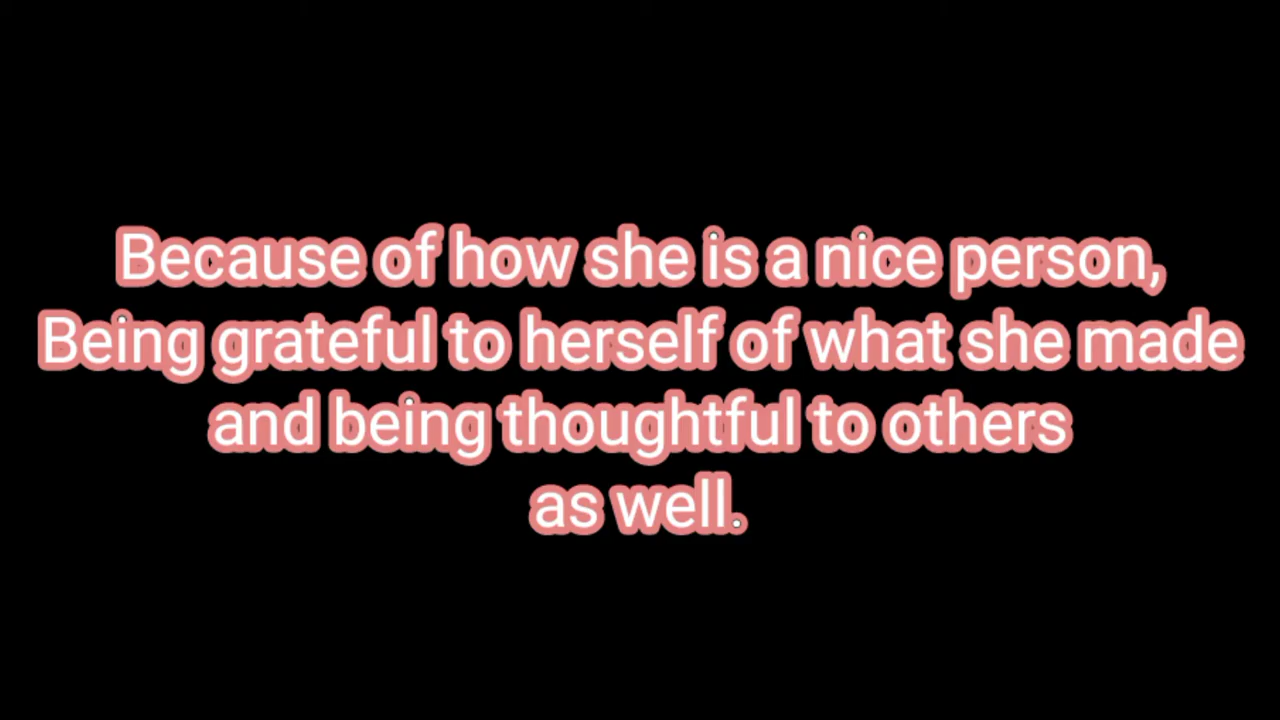 Because of how she is a nice person,
Being grateful to herself of what she made
and being thoughtful to others
as well.